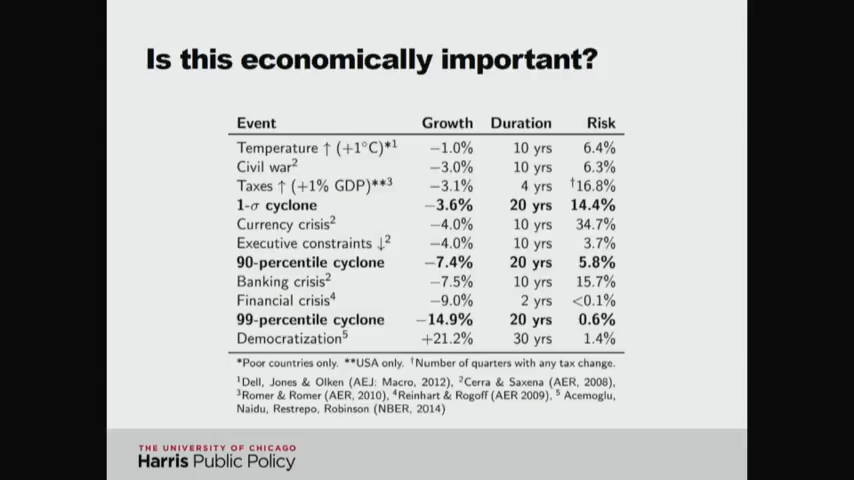 Is this economically important?
Event Growth Duration Risk
Temperature ↑ (+1°C)*¹ −1.0% 10 yrs 6.4%
Civil war² −3.0% 10 yrs 6.3%
Taxes ↑ (+1% GDP)**³ −3.1% 4 yrs †16.8%
1-σ cyclone −3.6% 20 yrs 14.4%
Currency crisis² −4.0% 10 yrs 34.7%
Executive constraints ↓² −4.0% 10 yrs 3.7%
90-percentile cyclone −7.4% 20 yrs 5.8%
Banking crisis² −7.5% 10 yrs 15.7%
Financial crisis⁴ −9.0% 2 yrs <0.1%
99-percentile cyclone −14.9% 20 yrs 0.6%
Democratization⁵ +21.2% 30 yrs 1.4%
*Poor countries only. **USA only. †Number of quarters with any tax change.
¹Dell, Jones & Olken (AEJ: Macro, 2012), ²Cerra & Saxena (AER, 2008),
³Romer & Romer (AER, 2010), ⁴Reinhart & Rogoff (AER 2009), ⁵ Acemoglu,
Naidu, Restrepo, Robinson (NBER, 2014)
THE UNIVERSITY OF CHICAGO
Harris Public Policy